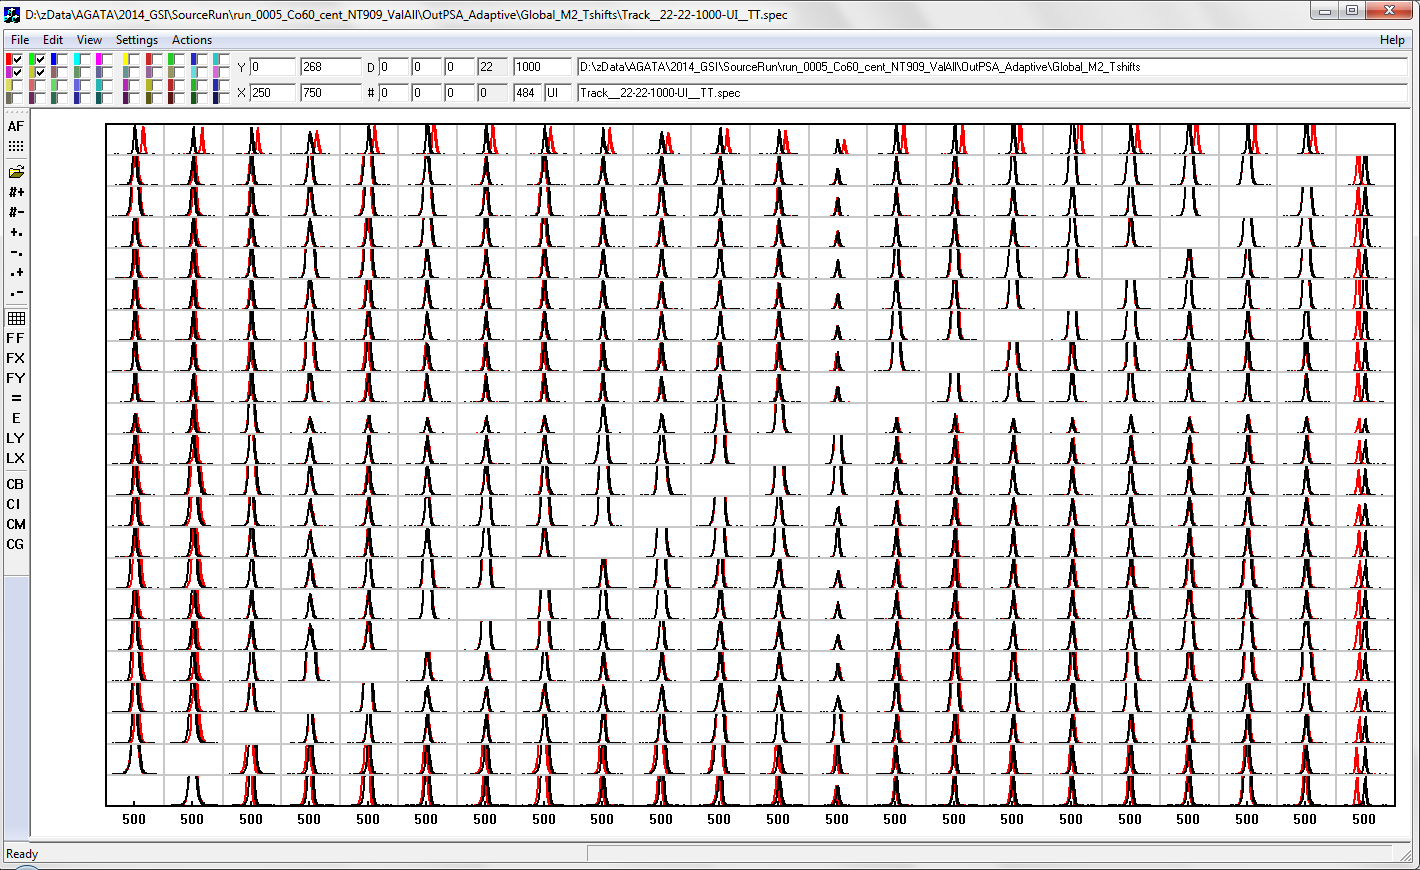 D:\zData\AGATA\2014_GSI\SourceRun\run_0005_Co60_cent_NT909_ValAll\OutPSA_Adaptive\Global_M2_Tshifts\Track__22-22-1000-UI__TT.spec
File Edit View Settings Actions Help
Y 0 268 D 0 0 0 22 1000 D:\zData\AGATA\2014_GSI\SourceRun\run_0005_Co60_cent_NT909_ValAll\OutPSA_Adaptive\Global_M2_Tshifts
X 250 750 # 0 0 0 0 484 UI Track__22-22-1000-UI__TT.spec
AF
#+
#-
+.
-.
.+
.-
FF
FX
FY
=
E
LY
LX
CB
CI
CM
CG
500 500 500 500 500 500 500 500 500 500 500 500 500 500 500 500 500 500 500 500 500 500
Ready